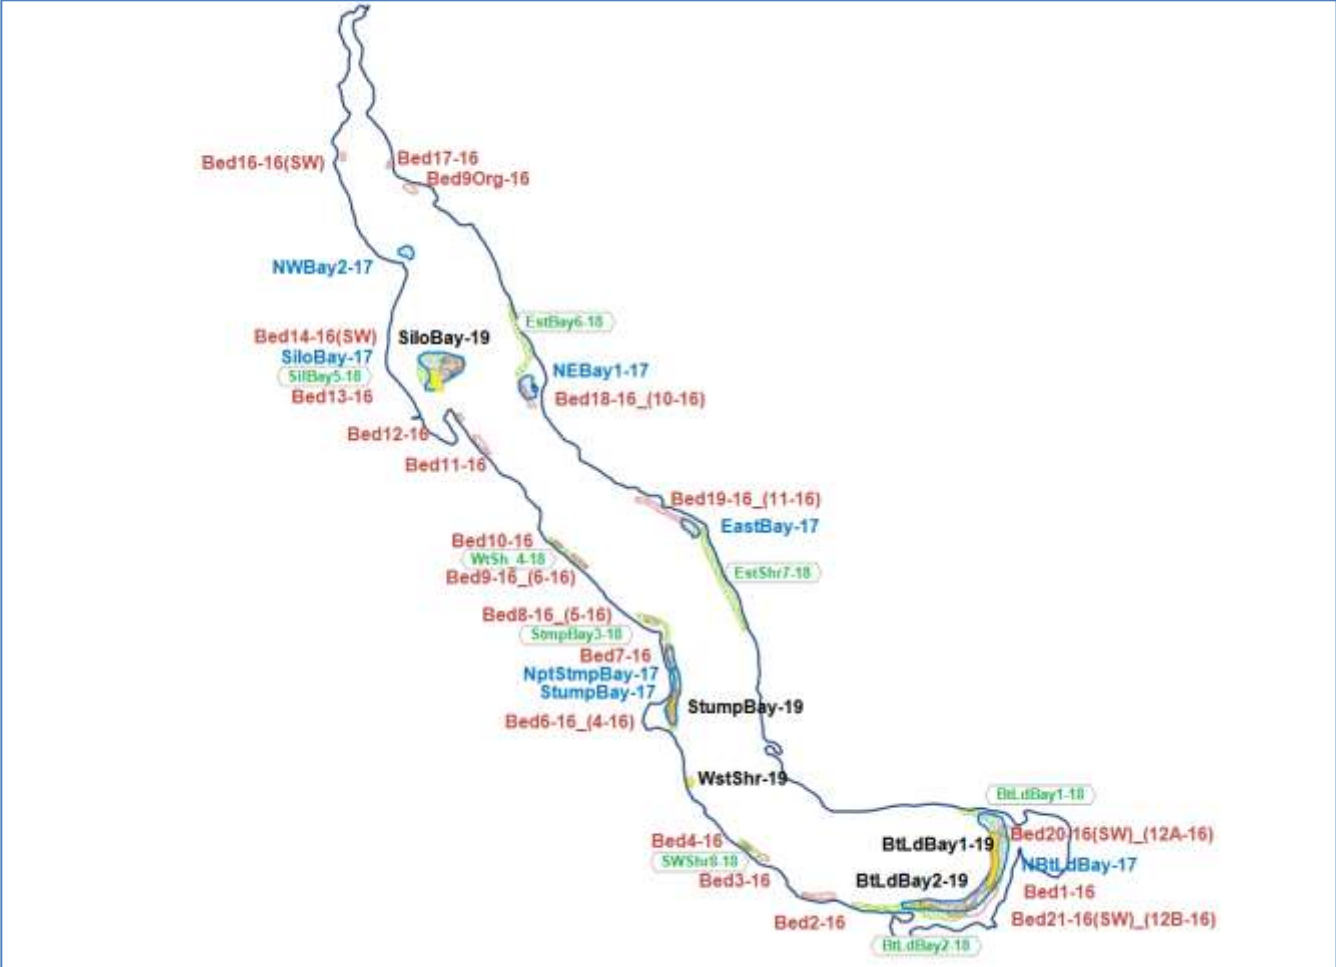 Bed16-16(SW)
Bed17-16
Bed9Org-16
NWBay2-17
EstBay6-18
Bed14-16(SW)
SiloBay-19
SiloBay-17
SilBay5-18
Bed13-16
NEBay1-17
Bed18-16_(10-16)
Bed12-16
Bed11-16
Bed19-16_(11-16)
EastBay-17
Bed10-16
WtSh_4-18
Bed9-16_(6-16)
EstShr7-18
Bed8-16_(5-16)
StmpBay3-18
Bed7-16
NptStmpBay-17
StumpBay-17
StumpBay-19
Bed6-16_(4-16)
WstShr-19
BtLdBay1-18
Bed4-16
SWShr8-18
Bed3-16
BtLdBay1-19
Bed20-16(SW)_(12A-16)
NBtLdBay-17
BtLdBay2-19
Bed1-16
Bed2-16
Bed21-16(SW)_(12B-16)
BtLdBay2-18